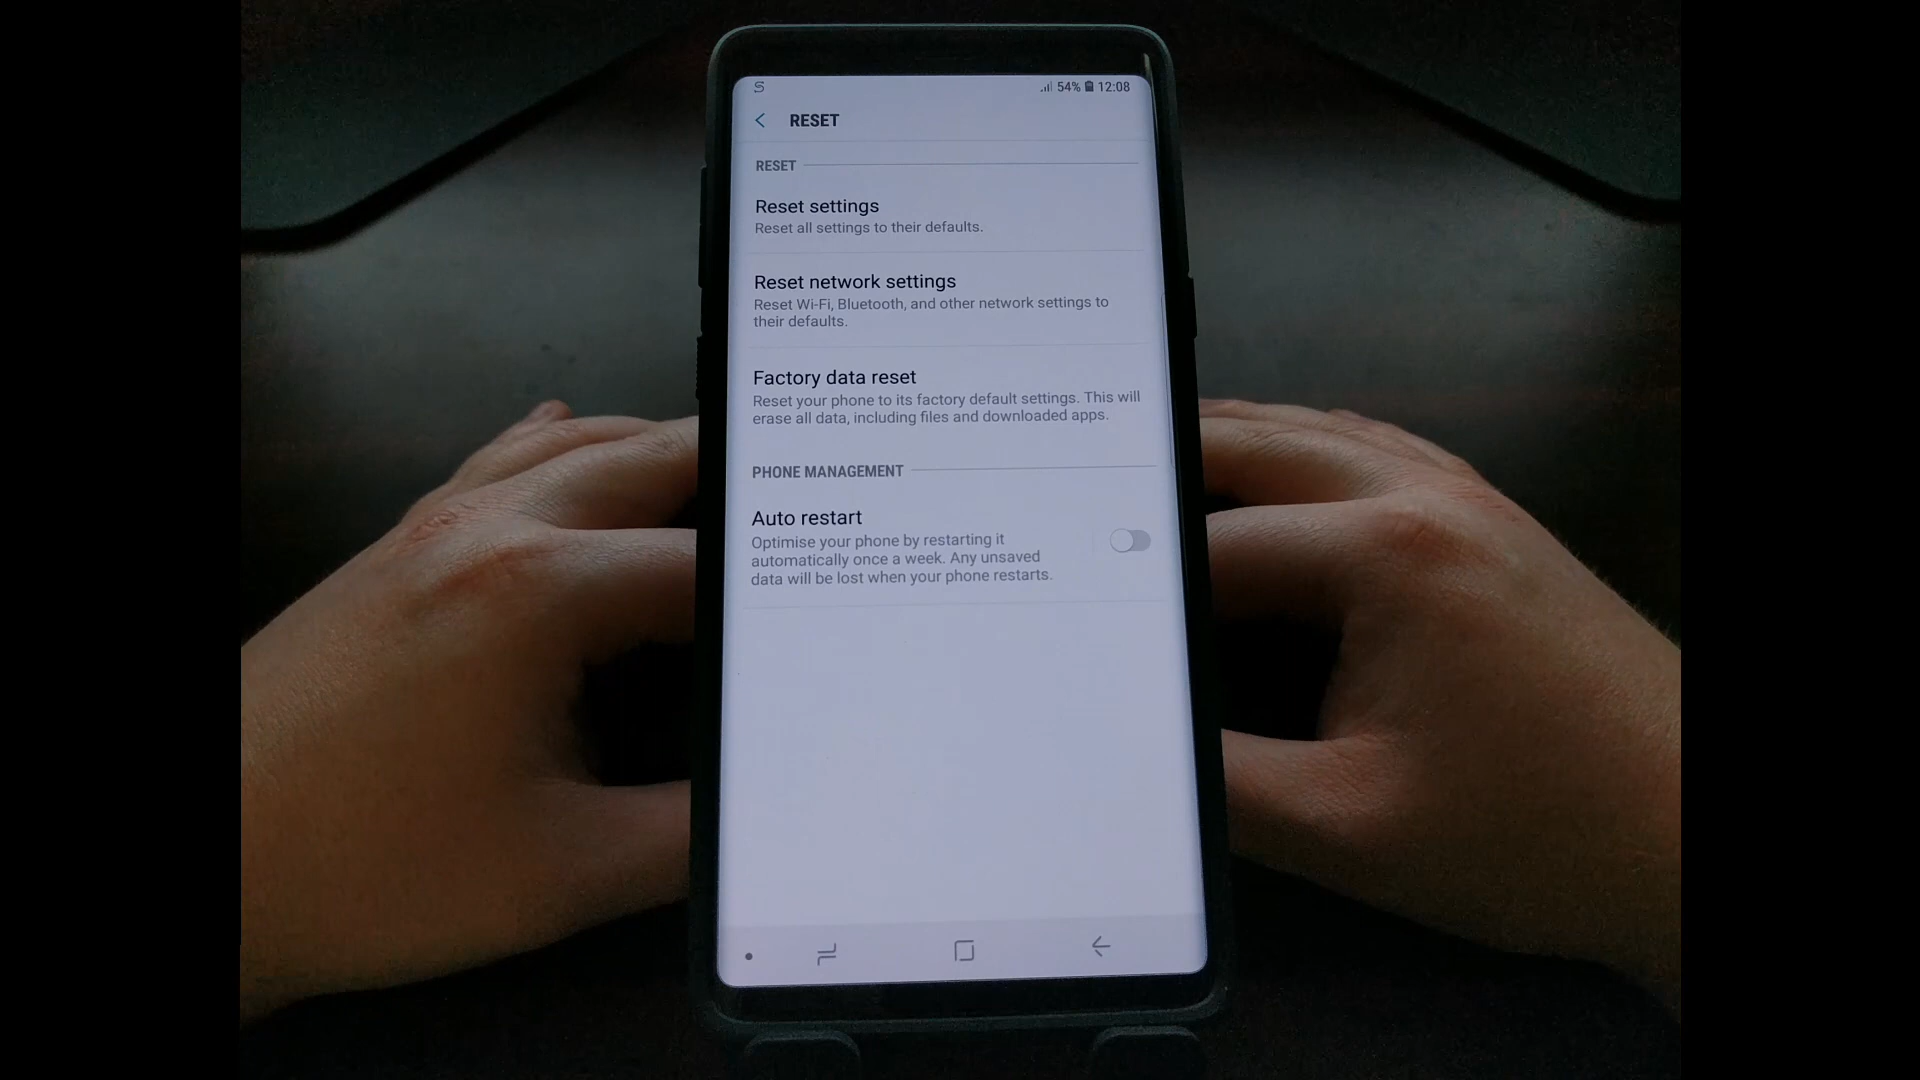 54% 12:08
RESET
RESET
Reset settings
Reset all settings to their defaults.
Reset network settings
Reset Wi-Fi, Bluetooth, and other network settings to
their defaults.
Factory data reset
Reset your phone to its factory default settings. This will
erase all data, including files and downloaded apps.
PHONE MANAGEMENT
Auto restart
Optimise your phone by restarting it
automatically once a week. Any unsaved
data will be lost when your phone restarts.